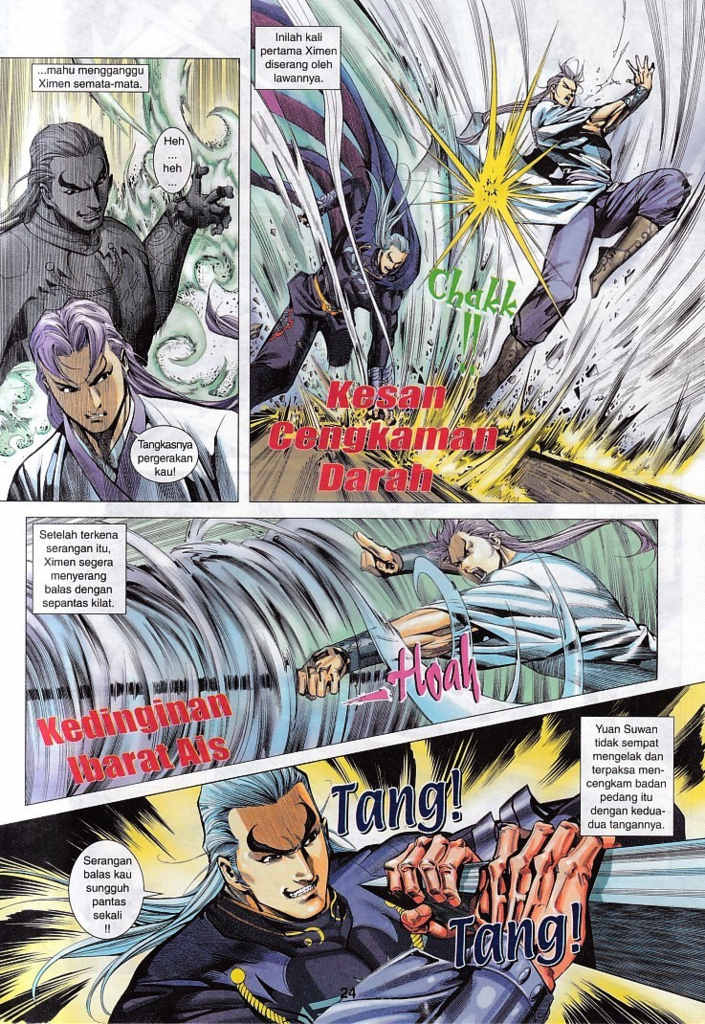 ...mahu mengganggu
Ximen semata-mata.
Heh
...
heh
...
Tangkasnya
pergerakan
kau!
Inilah kali
pertama Ximen
diserang oleh
lawannya.
Chakk
!!
Kesan
Cengkaman
Darah
Setelah terkena
serangan itu,
Ximen segera
menyerang
balas dengan
sepantas kilat.
Hoah
Kedinginan
Ibarat Ais
Yuan Suwan
tidak sempat
mengelak dan
terpaksa men-
cengkam badan
pedang itu
dengan kedua-
dua tangannya.
Tang!
Serangan
balas kau
sungguh
pantas
sekali
!!
Tang!
24